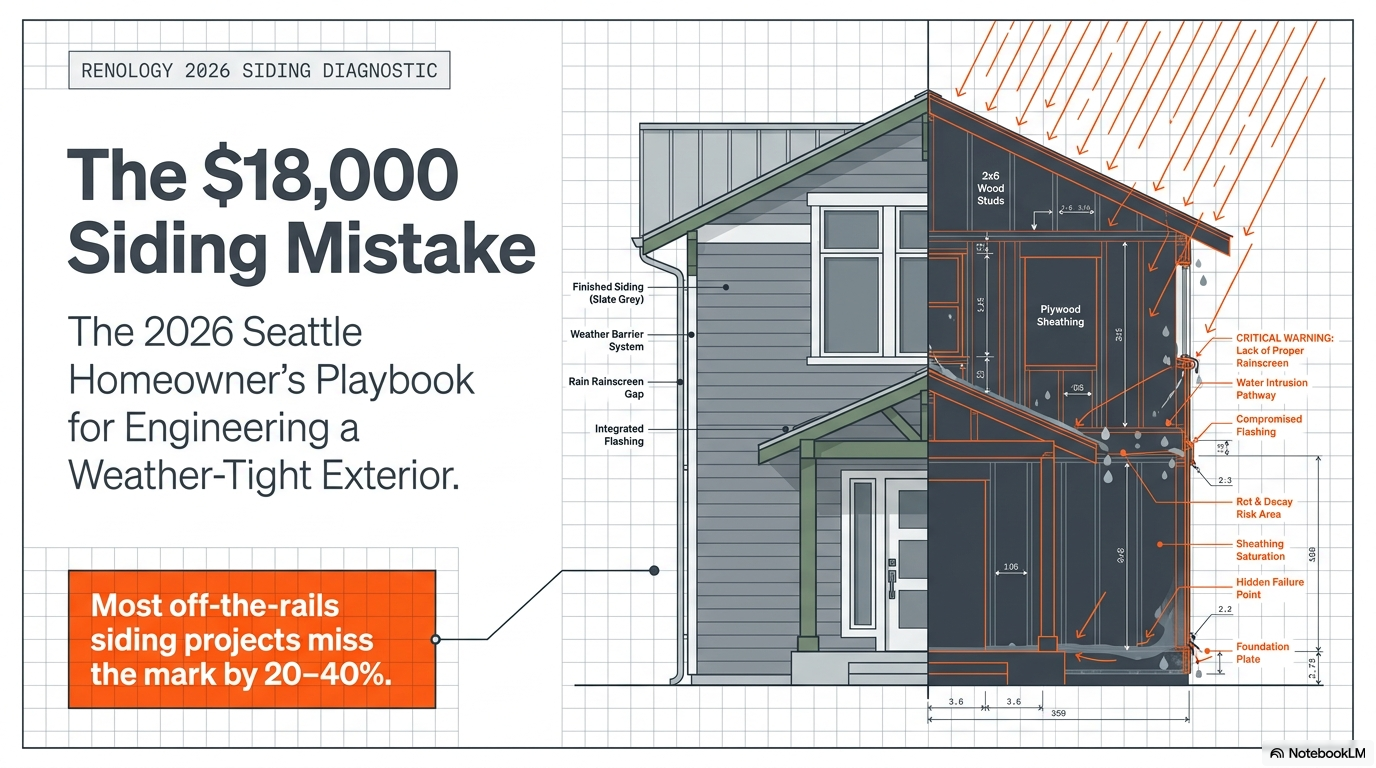 RENOLOGY 2026 SIDING DIAGNOSTIC
The $18,000
Siding Mistake
The 2026 Seattle
Homeowner's Playbook
for Engineering a
Weather-Tight Exterior.
Most off-the-rails
siding projects miss
the mark by 20–40%.
Finished Siding
(Slate Grey)
Weather Barrier
System
Rain Rainscreen
Gap
Integrated
Flashing
2x6
Wood
Studs
Plywood
Sheathing
CRITICAL WARNING:
Lack of Proper
Rainscreen
Water Intrusion
Pathway
Compromised
Flashing
2:3
Rot & Decay
Risk Area
Sheathing
Saturation
Hidden Failure
Point
2.2
Foundation
Plate
106
3.6
3.6
359
NotebookLM